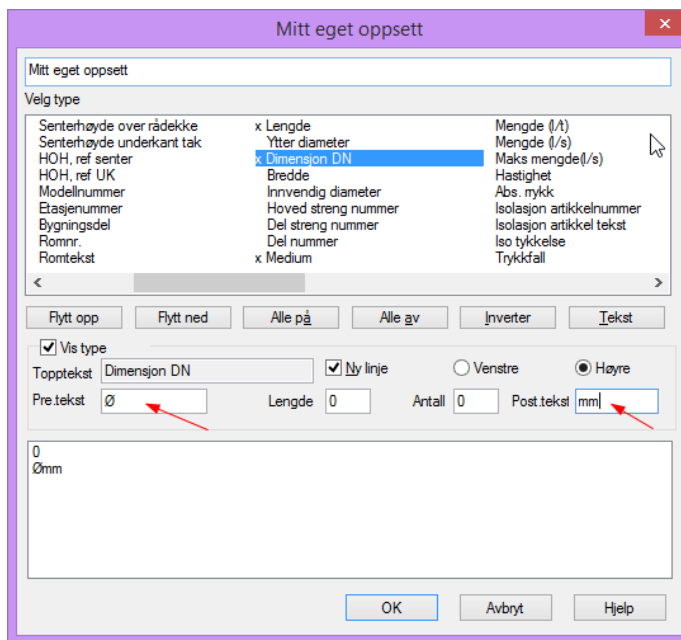 Mitt eget oppsett
Mitt eget oppsett
Velg type
Senterhøyde over rådekke x Lengde Mengde (l/t)
Senterhøyde underkant tak Ytter diameter Mengde (l/s)
HOH, ref senter x Dimensjon DN Maks mengde(l/s)
HOH, ref UK Bredde Hastighet
Modellnummer Innvendig diameter Abs. trykk
Etasjenummer Hoved streng nummer Isolasjon artikkelnummer
Bygningsdel Del streng nummer Isolasjon artikkel tekst
Romnr. Del nummer Iso tykkelse
Romtekst x Medium Trykkfall
Flytt opp Flytt ned Alle på Alle av Inverter Tekst
Vis type
Topptekst Dimensjon DN Ny linje Venstre Høyre
Pre.tekst Ø Lengde 0 Antall 0 Post.tekst mm
0
Ømm
OK Avbryt Hjelp